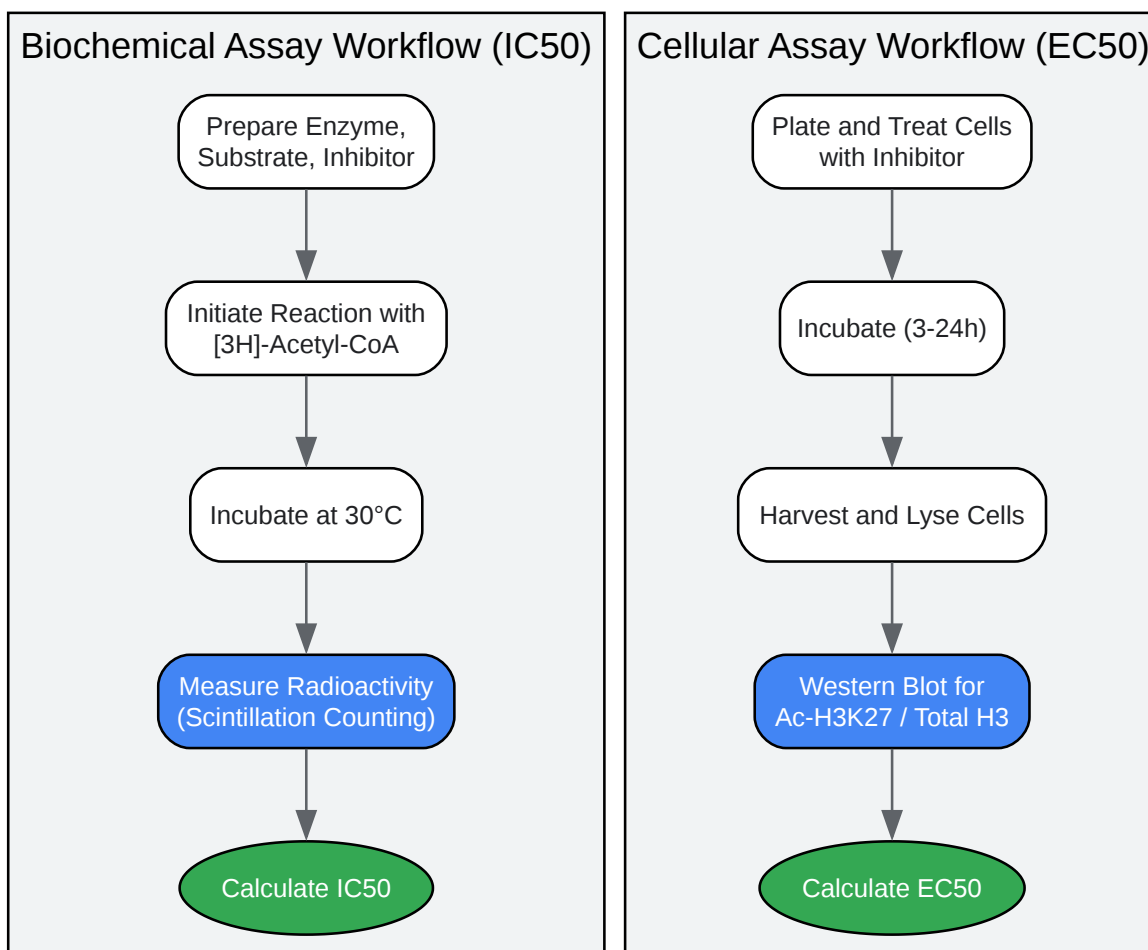 Biochemical Assay Workflow (IC50)
Prepare Enzyme,
Substrate, Inhibitor
Initiate Reaction with
[3H]-Acetyl-CoA
Incubate at 30°C
Measure Radioactivity
(Scintillation Counting)
Calculate IC50
Cellular Assay Workflow (EC50)
Plate and Treat Cells
with Inhibitor
Incubate (3-24h)
Harvest and Lyse Cells
Western Blot for
Ac-H3K27 / Total H3
Calculate EC50